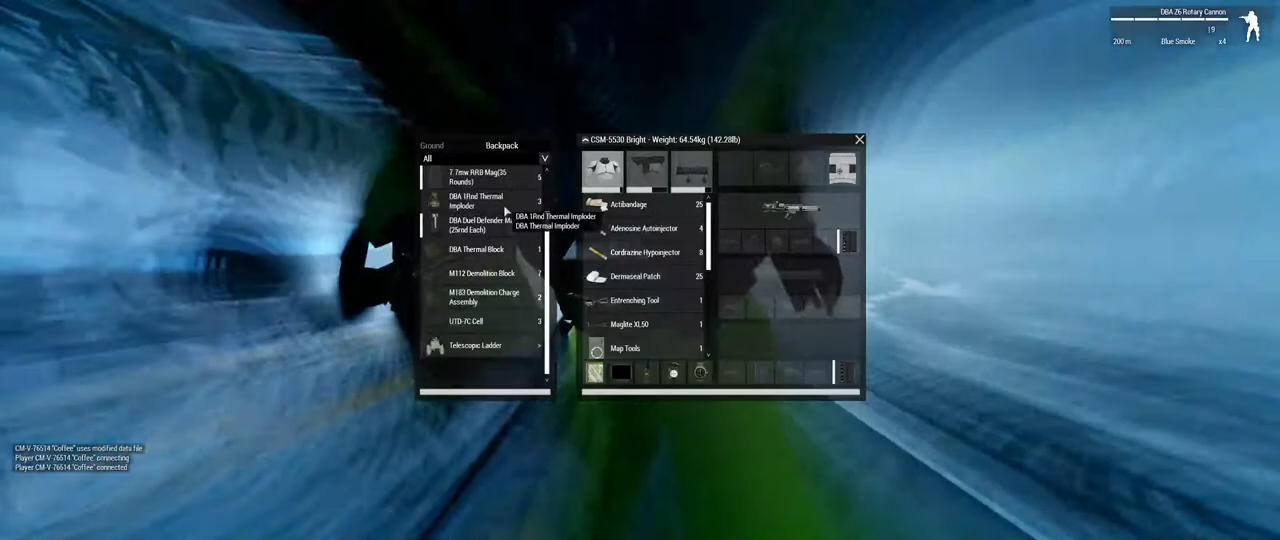 DBA Z6 Rotary Cannon
19
200 m Blue Smoke x4
CSM-5530 Bright - Weight: 64.54kg (142.28lb)
Ground Backpack
All
7.7mw RRB Mag(35
Rounds) 5
DBA 1Rnd Thermal
Imploder 3
DBA 1Rnd Thermal Imploder
DBA Thermal Imploder
DBA Duel Defender
(25rnd Each)
DBA Thermal Block 1
M112 Demolition Block 7
M183 Demolition Charge
Assembly 2
UTD-7C Cell 3
Telescopic Ladder >
Actibandage 25
Adenosine Autoinjector 4
Cordrazine Hypoinjector 8
Dermaseal Patch 25
Entrenching Tool 1
Maglite XL50 1
Map Tools 1
CM-V-76514 "Coffee" uses modified data file
Player CM-V-76514 "Coffee" connecting
Player CM-V-76514 "Coffee" connected